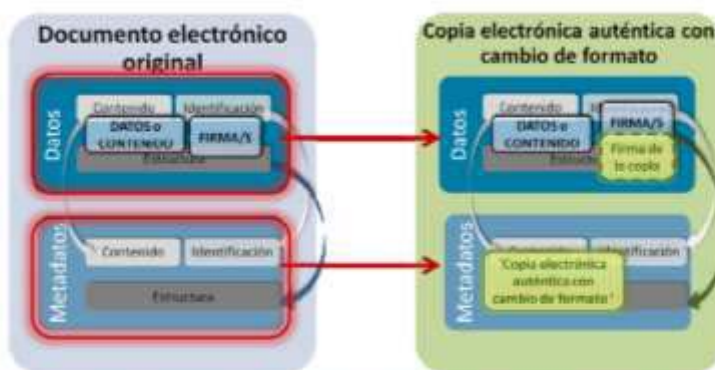 Documento electrónico
original
Copia electrónica auténtica con
cambio de formato
Datos
Contenido
Identificación
DATOS o
CONTENIDO
FIRMA/S
Estructura
Metadatos
Contenido
Identificación
Estructura
Datos
Contenido
DATOS o
CONTENIDO
FIRMA/S
Firma de
la copia
Metadatos
Identificación
'Copia electrónica
auténtica con
cambio de formato'